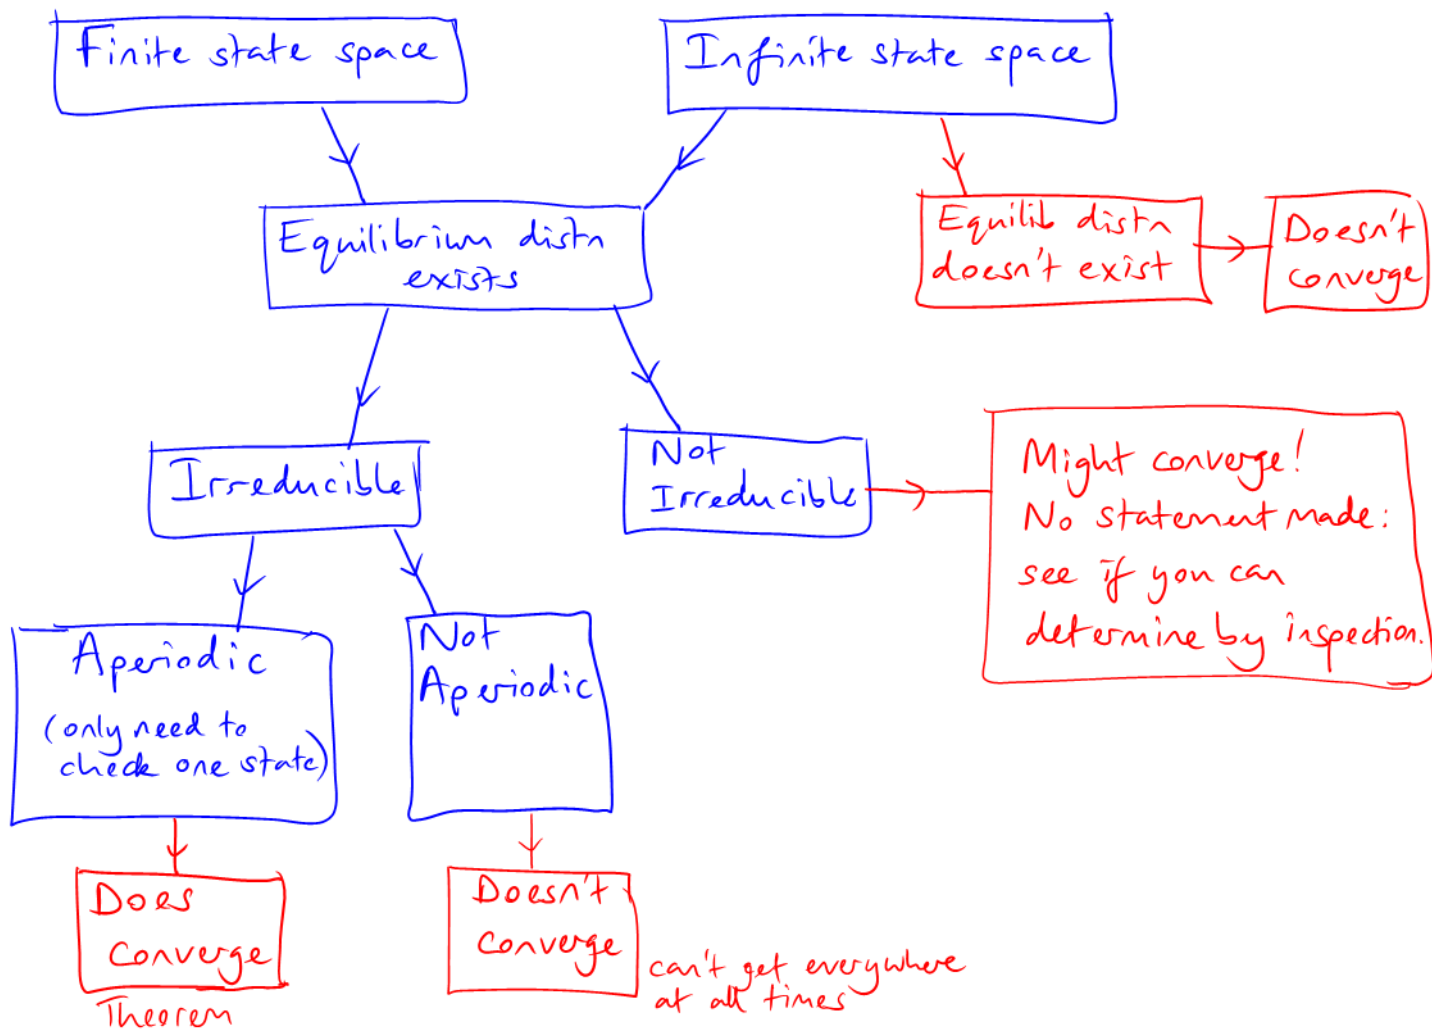 Finite state space
Infinite state space
Equilibrium distn
exists
Equilib distn
doesn't exist
Doesn't
converge
Irreducible
Not
Irreducible
Might converge!
No statement made:
see if you can
determine by inspection.
Aperiodic
(only need to
check one state)
Not
Aperiodic
Does
Converge
Theorem
Doesn't
Converge
can't get everywhere
at all times